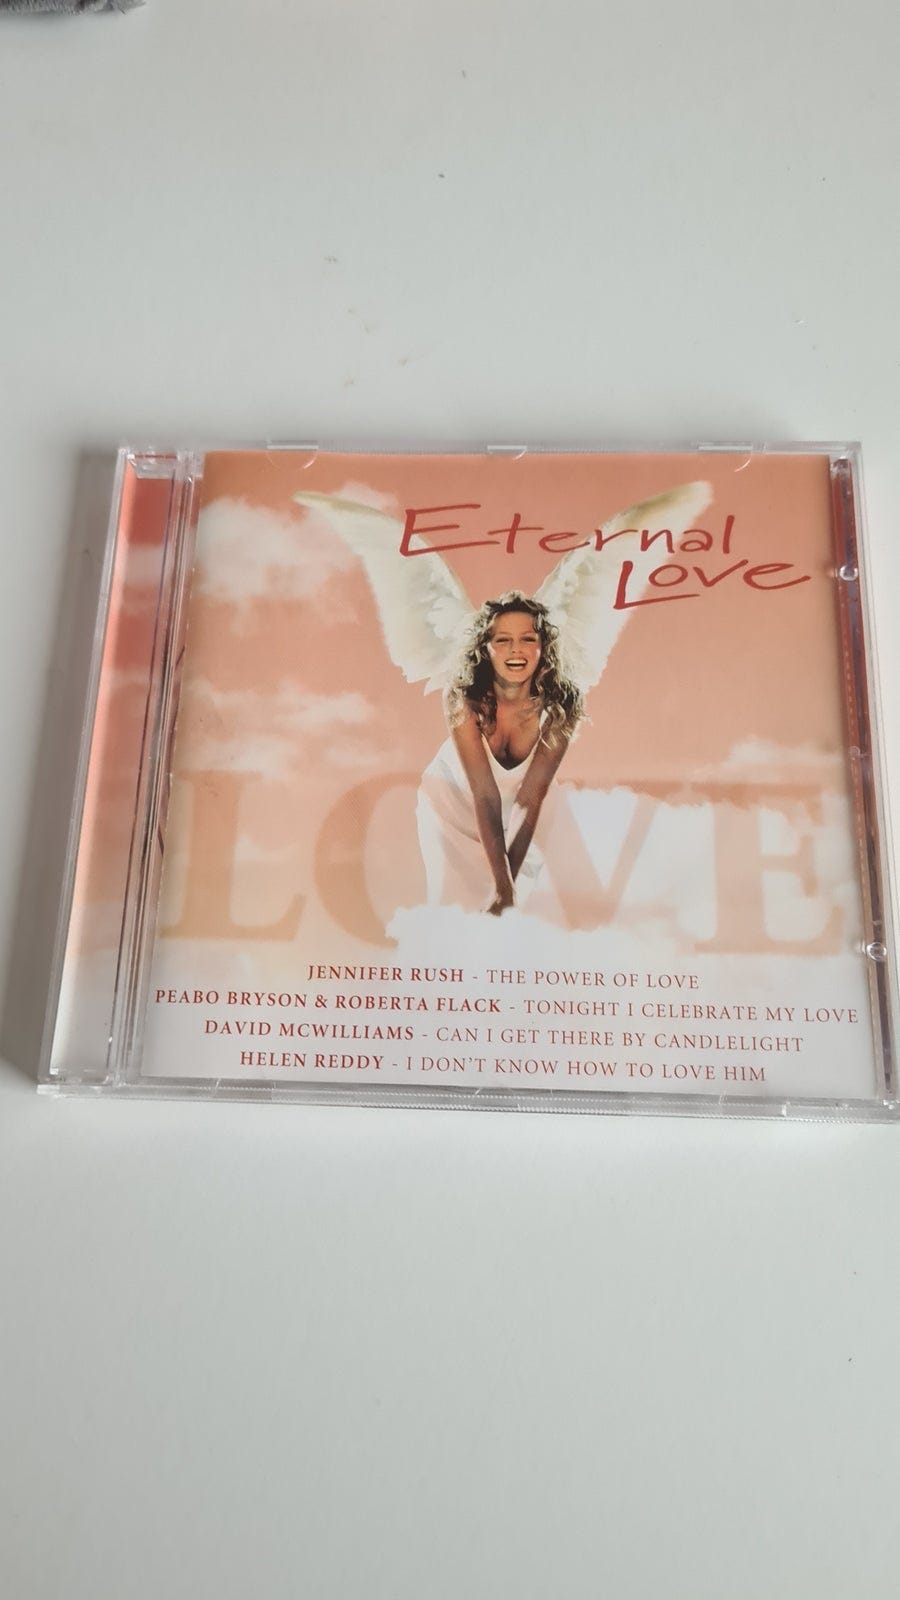 Eternal
Love
LOVE
JENNIFER RUSH - THE POWER OF LOVE
PEABO BRYSON & ROBERTA FLACK - TONIGHT I CELEBRATE MY LOVE
DAVID MCWILLIAMS - CAN I GET THERE BY CANDLELIGHT
HELEN REDDY - I DON'T KNOW HOW TO LOVE HIM